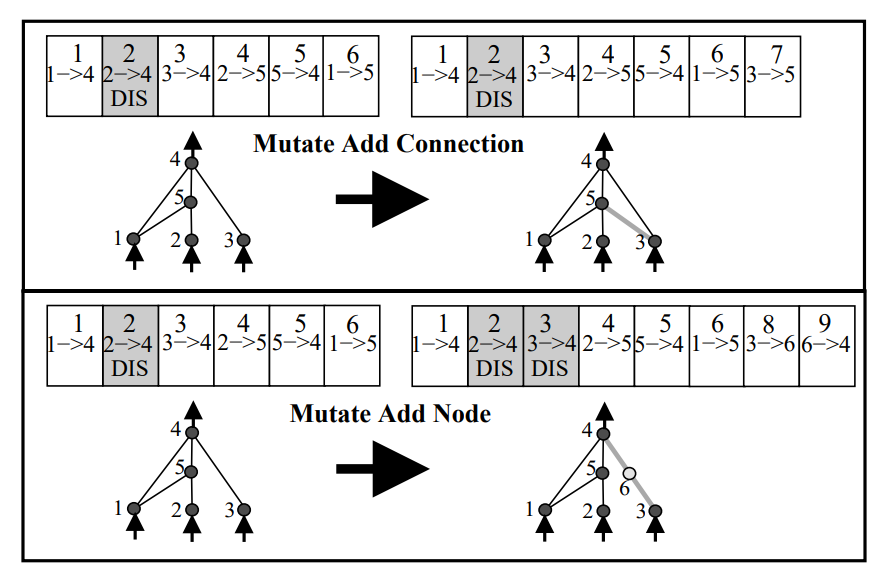 1 2 3 4 5 6
1->4 2->4 3->4 2->5 5->4 1->5
DIS
1 2 3 4 5 6 7
1->4 2->4 3->4 2->5 5->4 1->5 3->5
DIS
Mutate Add Connection
4
5
1 2 3
4
5
1 2 3
1 2 3 4 5 6
1->4 2->4 3->4 2->5 5->4 1->5
DIS
1 2 3 4 5 6 8 9
1->4 2->4 3->4 2->5 5->4 1->5 3->6 6->4
DIS DIS
Mutate Add Node
4
5
1 2 3
4
5
6
1 2 3